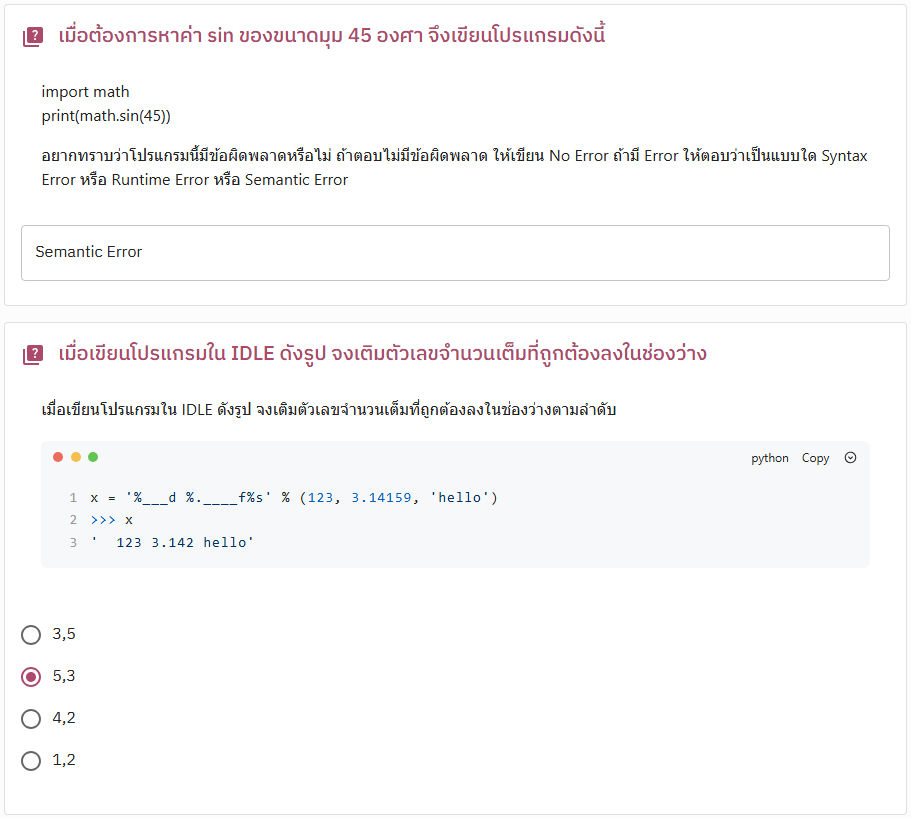 เมื่อต้องการหาค่า sin ของขนาดมุม 45 องศา จึงเขียนโปรแกรมดังนี้
import math
print(math.sin(45))
อยากทราบว่าโปรแกรมนี้มีข้อผิดพลาดหรือไม่ ถ้าตอบไม่มีข้อผิดพลาด ให้เขียน No Error ถ้ามี Error ให้ตอบว่าเป็นแบบใด Syntax
Error หรือ Runtime Error หรือ Semantic Error
Semantic Error
เมื่อเขียนโปรแกรมใน IDLE ดังรูป จงเติมตัวเลขจำนวนเต็มที่ถูกต้องลงในช่องว่าง
เมื่อเขียนโปรแกรมใน IDLE ดังรูป จงเติมตัวเลขจำนวนเต็มที่ถูกต้องลงในช่องว่างตามลำดับ
python Copy
1 x = '%___d %.____f%s' % (123, 3.14159, 'hello')
2 >>> x
3 '  123 3.142 hello'
3,5
5,3
4,2
1,2